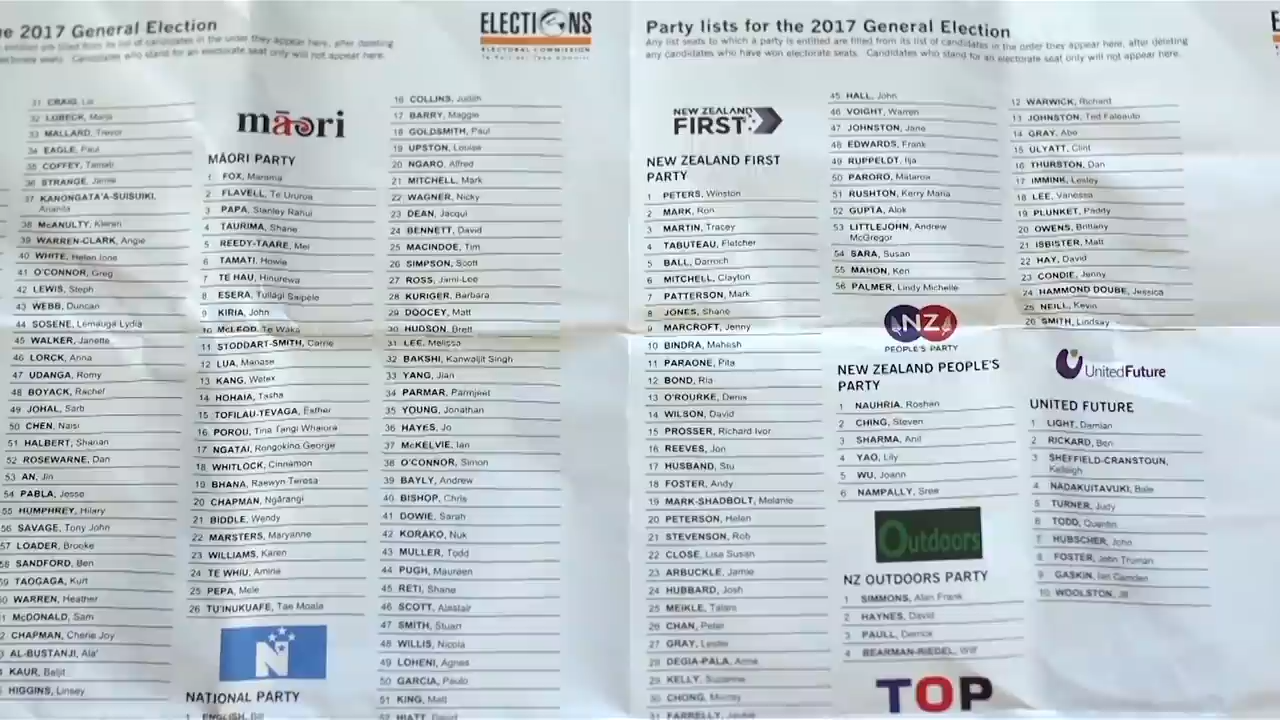 e 2017 General Election
ELECTIONS
ELECTORAL COMMISSION
31 CRAIG, Liz
32 LUBECK, Marja
33 MALLARD, Trevor
34 EAGLE, Paul
35 COFFEY, Tamati
36 STRANGE, Jamie
37 KANONGATA'A-SUISUIKI,
Anahila
38 McANULTY, Kieran
39 WARREN-CLARK, Angie
40 WHITE, Helen
41 O'CONNOR, Greg
42 LEWIS, Steph
43 WEBB, Duncan
44 SOSENE, Lemauga Lydia
45 WALKER, Janette
46 LORCK, Anna
47 UDANGA, Romy
48 BOYACK, Rachel
49 JOHAL, Sarb
50 CHEN, Naisi
51 HALBERT, Shanan
52 ROSEWARNE, Dan
53 AN, Jin
54 PABLA, Jesse
55 HUMPHREY, Hilary
56 SAVAGE, Tony John
57 LOADER, Brooke
58 SANDFORD, Ben
59 TAOGAGA, Kurt
60 WARREN, Heather
1 McDONALD, Sam
2 CHAPMAN, Cherie Joy
3 AL-BUSTANJI, Ala'
KAUR, Baljit
HIGGINS, Linsey
māori
MĀORI PARTY
1 FOX, Marama
2 FLAVELL, Te Ururoa
3 PAPA, Stanley Rahui
4 TAURIMA, Shane
5 REEDY-TAARE, Mei
6 TAMATI, Howie
7 TE HAU, Hinurewa
8 ESERA, Tuilagi Saipele
9 KIRIA, John
10 McLEOD, Te Waka
11 STODDART-SMITH, Carrie
12 LUA, Manase
13 KANG, Wetex
14 HOHAIA, Tasha
15 TOFILAU-TEVAGA, Esther
16 POROU, Tina Tangi Whaiora
17 NGATAI, Rongokino George
18 WHITLOCK, Cinnamon
19 BHANA, Raewyn Teresa
20 CHAPMAN, Ngārangi
21 BIDDLE, Wendy
22 MARSTERS, Maryanne
23 WILLIAMS, Karen
24 TE WHIU, Amine
25 PEPA, Mele
26 TU'INUKUAFE, Tae Moala
N
NATIONAL PARTY
1 ENGLISH, Bill
16 COLLINS, Judith
17 BARRY, Maggie
18 GOLDSMITH, Paul
19 UPSTON, Louise
20 NGARO, Alfred
21 MITCHELL, Mark
22 WAGNER, Nicky
23 DEAN, Jacqui
24 BENNETT, David
25 MACINDOE, Tim
26 SIMPSON, Scott
27 ROSS, Jami-Lee
28 KURIGER, Barbara
29 DOOCEY, Matt
30 HUDSON, Brett
31 LEE, Melissa
32 BAKSHI, Kanwaljit Singh
33 YANG, Jian
34 PARMAR, Parmjeet
35 YOUNG, Jonathan
36 HAYES, Jo
37 McKELVIE, Ian
38 O'CONNOR, Simon
39 BAYLY, Andrew
40 BISHOP, Chris
41 DOWIE, Sarah
42 KORAKO, Nuk
43 MULLER, Todd
44 PUGH, Maureen
45 RETI, Shane
46 SCOTT, Alastair
47 SMITH, Stuart
48 WILLIS, Nicola
49 LOHENI, Agnes
50 GARCIA, Paulo
51 KING, Matt
52 HIATT, David
Party lists for the 2017 General Election
Any list seats to which a party is entitled are filled from its list of candidates in the order they appear here, after deleting
any candidates who have won electorate seats. Candidates who stand for an electorate seat only will not appear here.
NEW ZEALAND
FIRST
NEW ZEALAND FIRST
PARTY
1 PETERS, Winston
2 MARK, Ron
3 MARTIN, Tracey
4 TABUTEAU, Fletcher
5 BALL, Darroch
6 MITCHELL, Clayton
7 PATTERSON, Mark
8 JONES, Shane
9 MARCROFT, Jenny
10 BINDRA, Mahesh
11 PARAONE, Pita
12 BOND, Ria
13 O'ROURKE, Denis
14 WILSON, David
15 PROSSER, Richard Ivor
16 REEVES, Jon
17 HUSBAND, Stu
18 FOSTER, Andy
19 MARK-SHADBOLT, Melanie
20 PETERSON, Helen
21 STEVENSON, Rob
22 CLOSE, Lisa Susan
23 ARBUCKLE, Jamie
24 HUBBARD, Josh
25 MEIKLE, Talani
26 CHAN, Peter
27 GRAY, Lester
28 DEGIA-PALA, Anne
29 KELLY, Suzanne
30 CHONG, Murray
31 FARRELLY, Jackie
45 HALL, John
46 VOIGHT, Warren
47 JOHNSTON, Jane
48 EDWARDS, Frank
49 RUPPELDT, Ilja
50 PARORO, Mataroa
51 RUSHTON, Kerry Maria
52 GUPTA, Alok
53 LITTLEJOHN, Andrew
McGregor
54 SARA, Susan
55 MAHON, Ken
56 PALMER, Lindy Michelle
NZ
PEOPLE'S PARTY
NEW ZEALAND PEOPLE'S
PARTY
1 NAUHRIA, Roshan
2 CHING, Steven
3 SHARMA, Anil
4 YAO, Lily
5 WU, Joann
6 NAMPALLY, Sree
Outdoors
NZ OUTDOORS PARTY
1 SIMMONS, Alan Frank
2 HAYNES, David
3 PAULL, Derrick
4 BEARMAN-RIEDEL, Wilf
TOP
12 WARWICK, Richard
13 JOHNSTON, Ted Faleauto
14 GRAY, Abe
15 ULYATT, Clint
16 THURSTON, Dan
17 IMMINK, Lesley
18 LEE, Vanessa
19 PLUNKET, Paddy
20 OWENS, Brittany
21 ISBISTER, Matt
22 HAY, David
23 CONDIE, Jenny
24 HAMMOND DOUBE, Jessica
25 NEILL, Kevin
26 SMITH, Lindsay
UnitedFuture
UNITED FUTURE
1 LIGHT, Damian
2 RICKARD, Ben
3 SHEFFIELD-CRANSTOUN,
Kelleigh
4 NADAKUITAVUKI, Bale
5 TURNER, Judy
6 TODD, Quentin
7 HUBSCHER, John
8 FOSTER, John Truman
9 GASKIN, Ian Camden
10 WOOLSTON, Jill